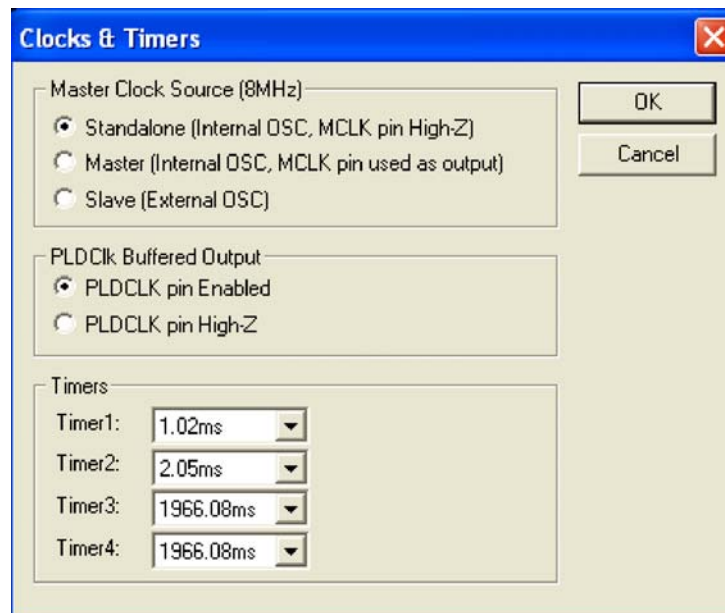 Clocks & Timers
Master Clock Source (8MHz)
Standalone (Internal OSC, MCLK pin High-Z)
Master (Internal OSC, MCLK pin used as output)
Slave (External OSC)
OK
Cancel
PLDClk Buffered Output
PLDCLK pin Enabled
PLDCLK pin High-Z
Timers
Timer1: 1.02ms
Timer2: 2.05ms
Timer3: 1966.08ms
Timer4: 1966.08ms